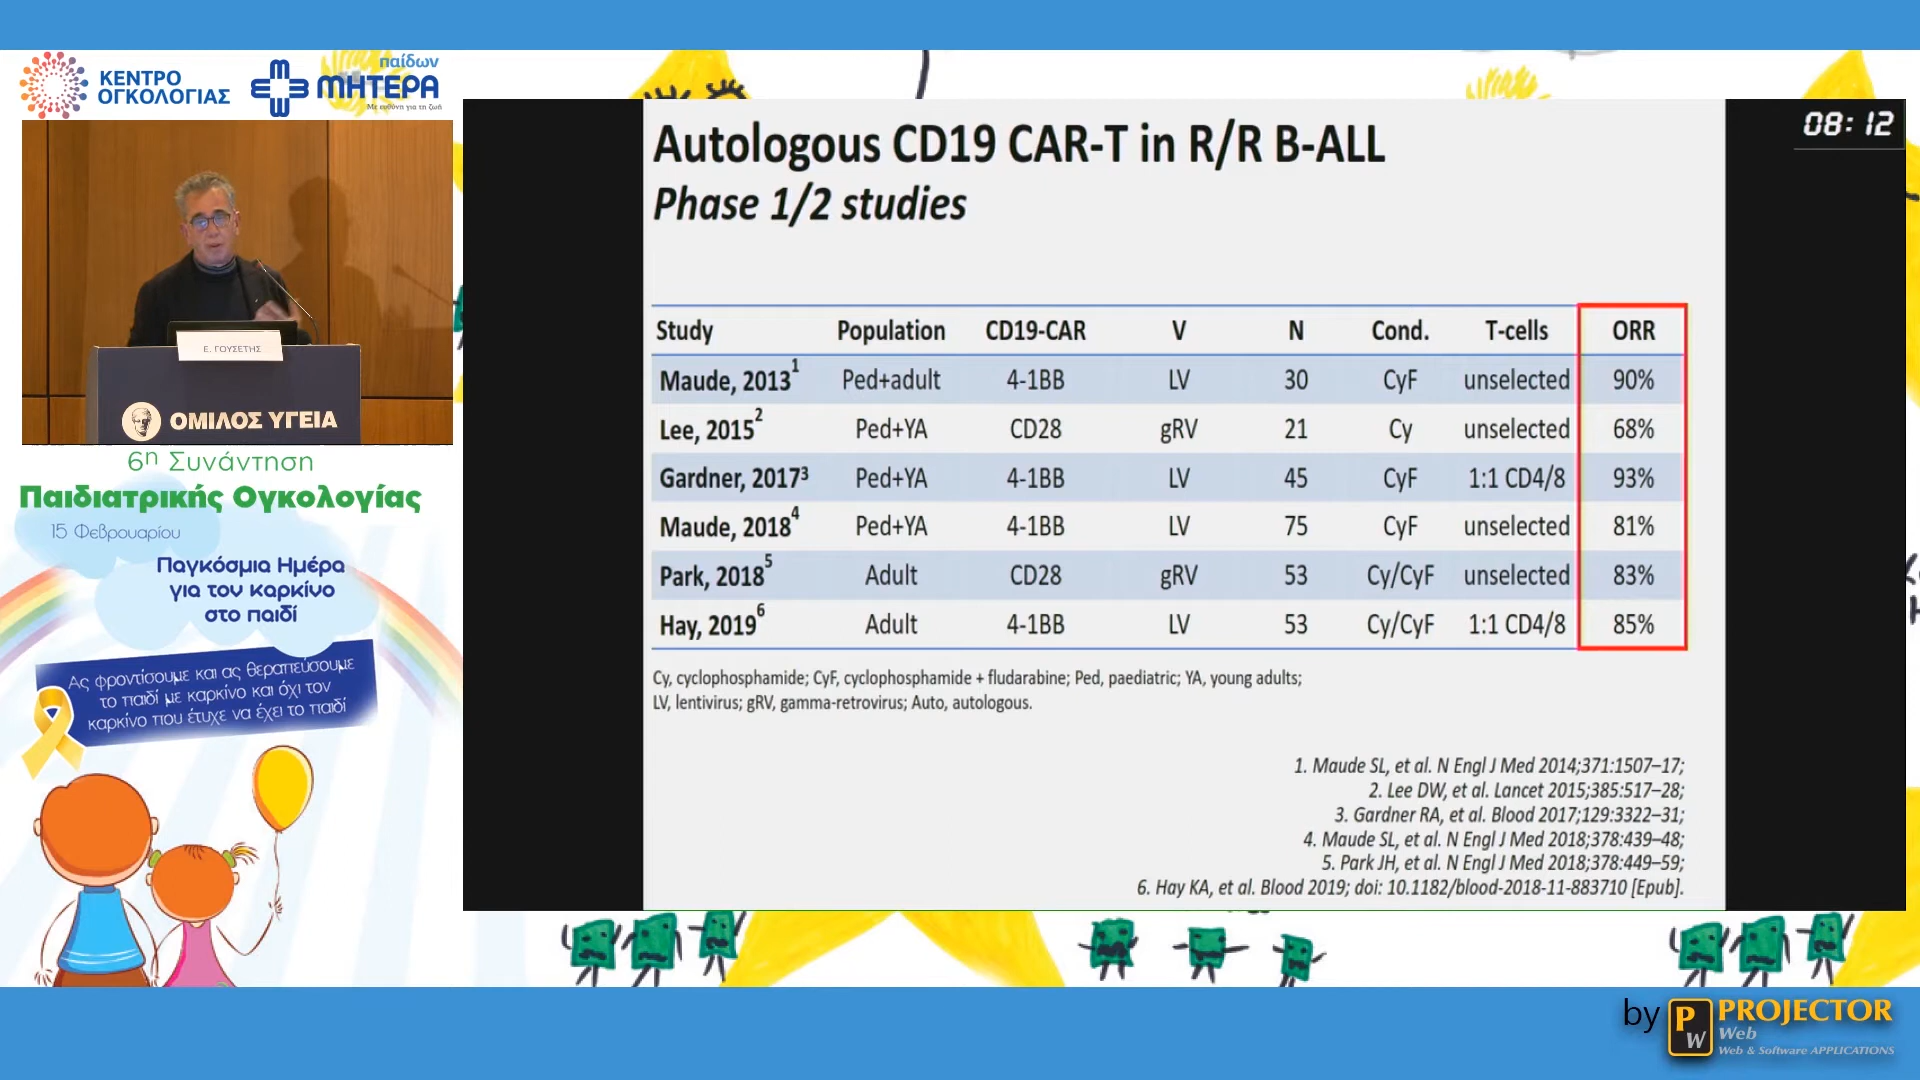 ΚΕΝΤΡΟ
ΟΓΚΟΛΟΓΙΑΣ
παίδων
ΜΗΤΕΡΑ
Με ευθύνη για τη ζωή
Ε. ΓΟΥΣΕΤΗΣ
ΟΜΙΛΟΣ ΥΓΕΙΑ
6η Συνάντηση
Παιδιατρικής Ογκολογίας
15 Φεβρουαρίου
Παγκόσμια Ημέρα
για τον καρκίνο
στο παιδί
Ας φροντίσουμε και ας θεραπεύσουμε
το παιδί με καρκίνο και όχι τον
καρκίνο που έτυχε να έχει το παιδί
08:12
Autologous CD19 CAR-T in R/R B-ALL
Phase 1/2 studies
Study Population CD19-CAR V N Cond. T-cells ORR
Maude, 2013¹ Ped+adult 4-1BB LV 30 CyF unselected 90%
Lee, 2015² Ped+YA CD28 gRV 21 Cy unselected 68%
Gardner, 2017³ Ped+YA 4-1BB LV 45 CyF 1:1 CD4/8 93%
Maude, 2018⁴ Ped+YA 4-1BB LV 75 CyF unselected 81%
Park, 2018⁵ Adult CD28 gRV 53 Cy/CyF unselected 83%
Hay, 2019⁶ Adult 4-1BB LV 53 Cy/CyF 1:1 CD4/8 85%
Cy, cyclophosphamide; CyF, cyclophosphamide + fludarabine; Ped, paediatric; YA, young adults;
LV, lentivirus; gRV, gamma-retrovirus; Auto, autologous.
1. Maude SL, et al. N Engl J Med 2014;371:1507–17;
2. Lee DW, et al. Lancet 2015;385:517–28;
3. Gardner RA, et al. Blood 2017;129:3322–31;
4. Maude SL, et al. N Engl J Med 2018;378:439–48;
5. Park JH, et al. N Engl J Med 2018;378:449–59;
6. Hay KA, et al. Blood 2019; doi: 10.1182/blood-2018-11-883710 [Epub].
by PROJECTOR
PW
Web
Web & Software APPLICATIONS